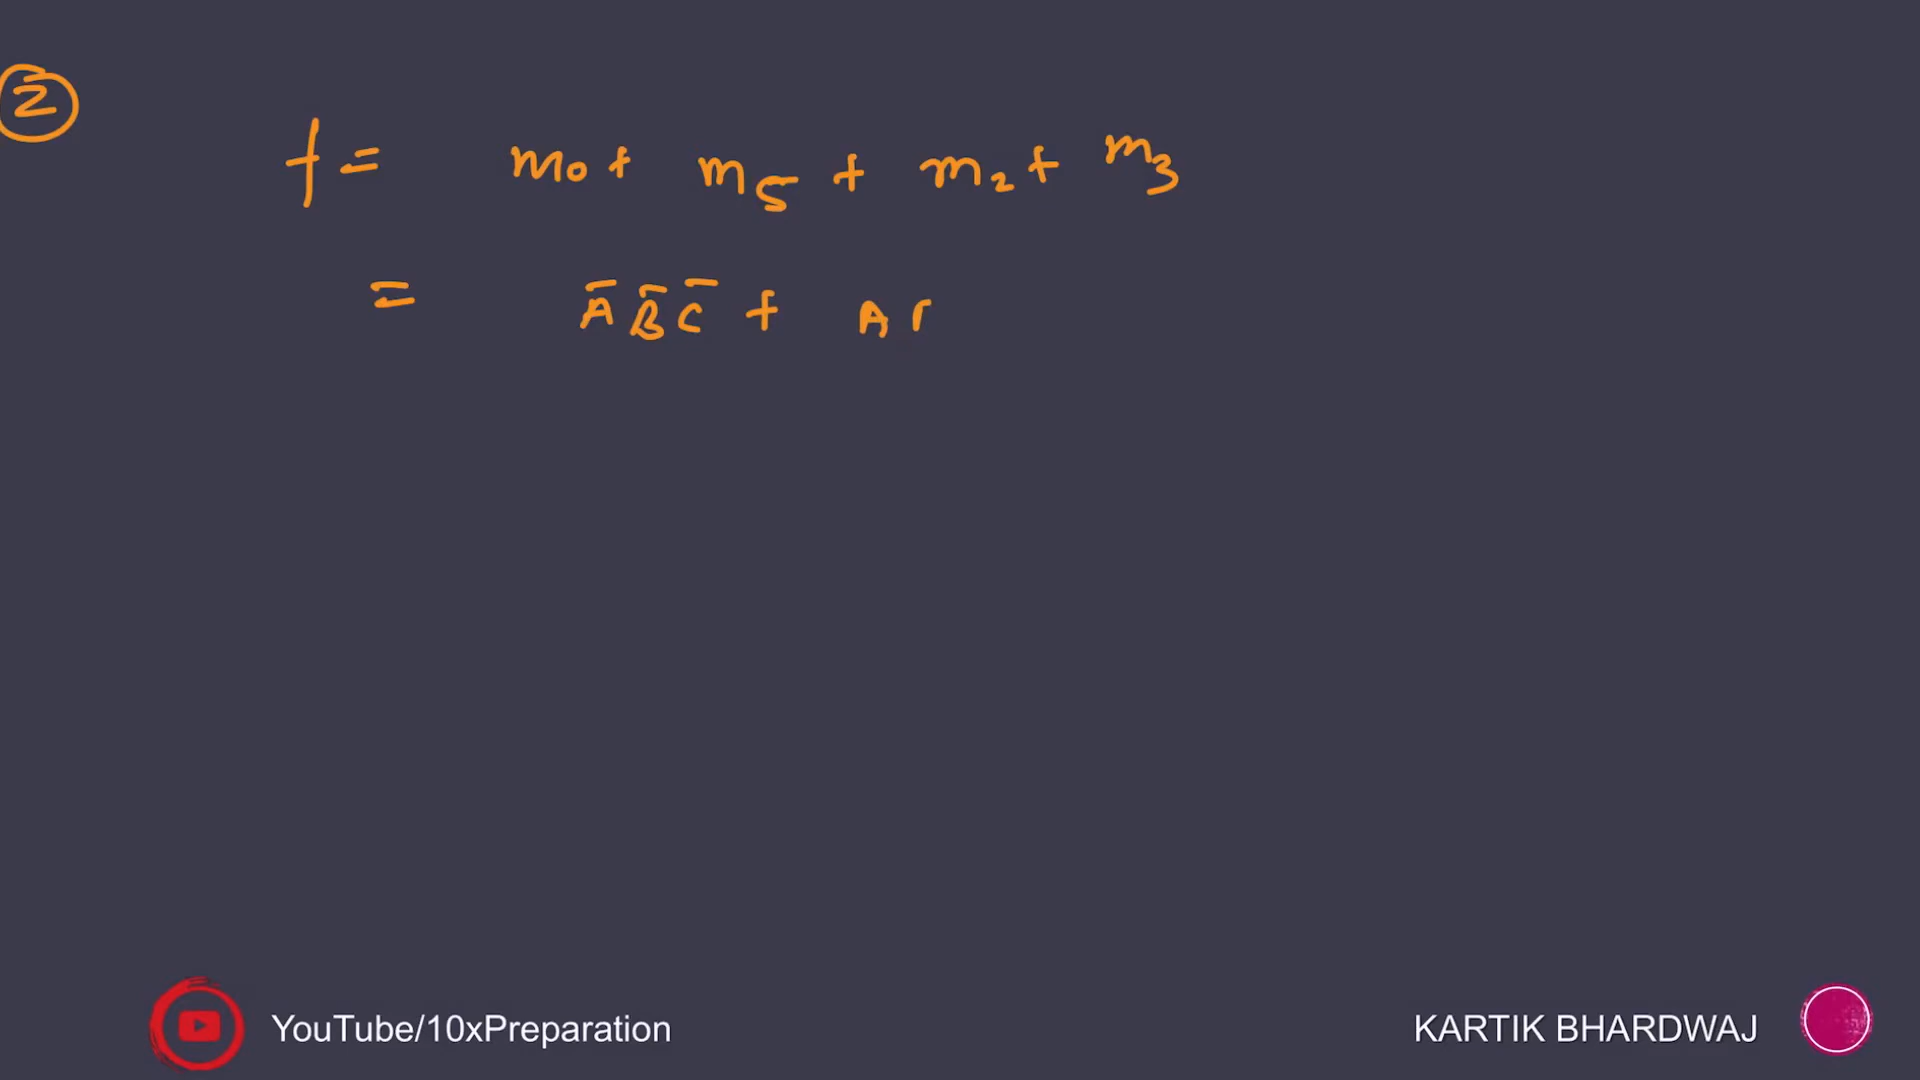 2
f = m₀ + m₅ + m₂ + m₃
= A̅ B̅ C̅ + A
YouTube/10xPreparation
KARTIK BHARDWAJ